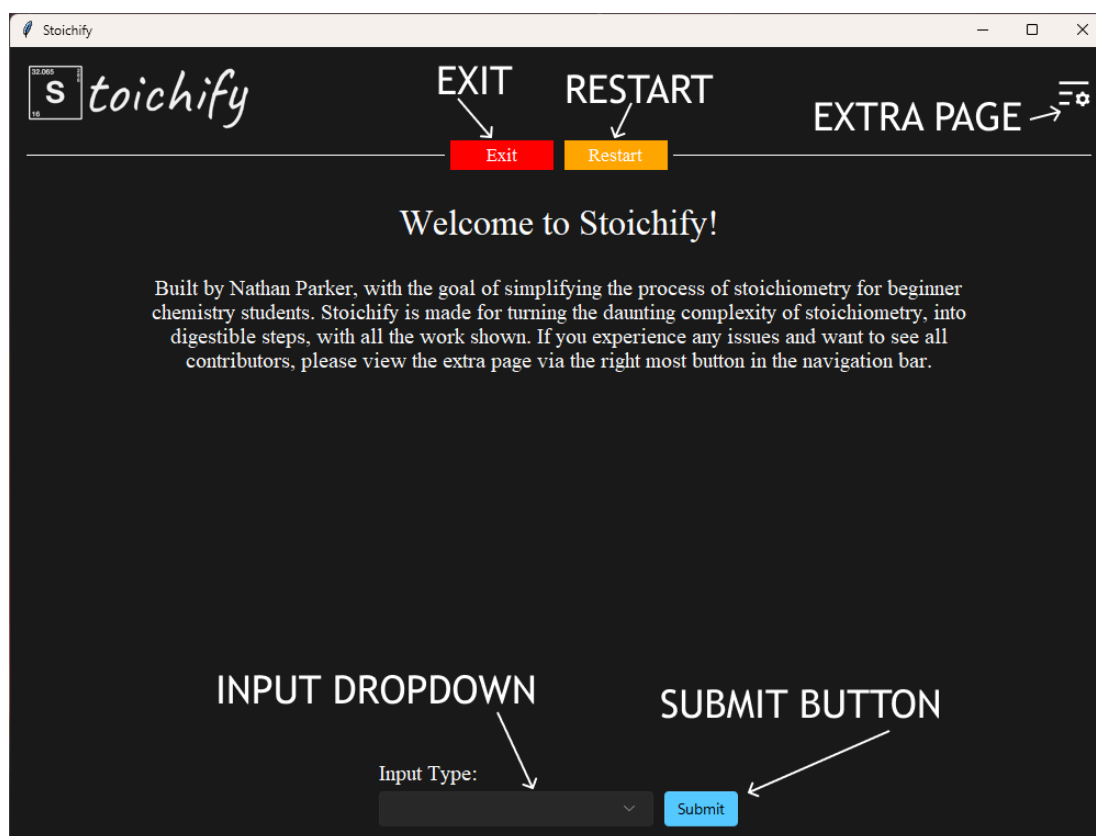 Stoichify
32.065
S
16
toichify
EXIT
RESTART
EXTRA PAGE
Exit
Restart
Welcome to Stoichify!
Built by Nathan Parker, with the goal of simplifying the process of stoichiometry for beginner
chemistry students. Stoichify is made for turning the daunting complexity of stoichiometry, into
digestible steps, with all the work shown. If you experience any issues and want to see all
contributors, please view the extra page via the right most button in the navigation bar.
INPUT DROPDOWN
SUBMIT BUTTON
Input Type:
Submit